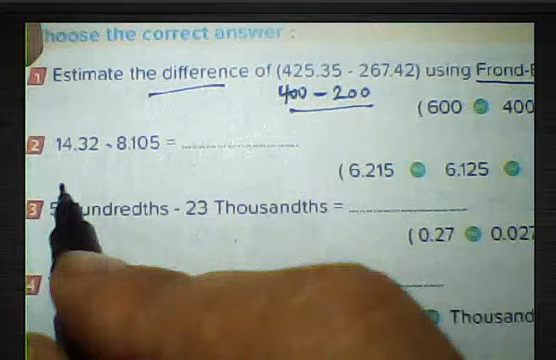 hoose the correct answer :
1 Estimate the difference of (425.35 - 267.42) using Frond-
400 - 200
(600 400
2 14.32 - 8.105 = ........................
(6.215 6.125
3 5 undredths - 23 Thousandths = ........................
(0.27 0.027
4
Thousand